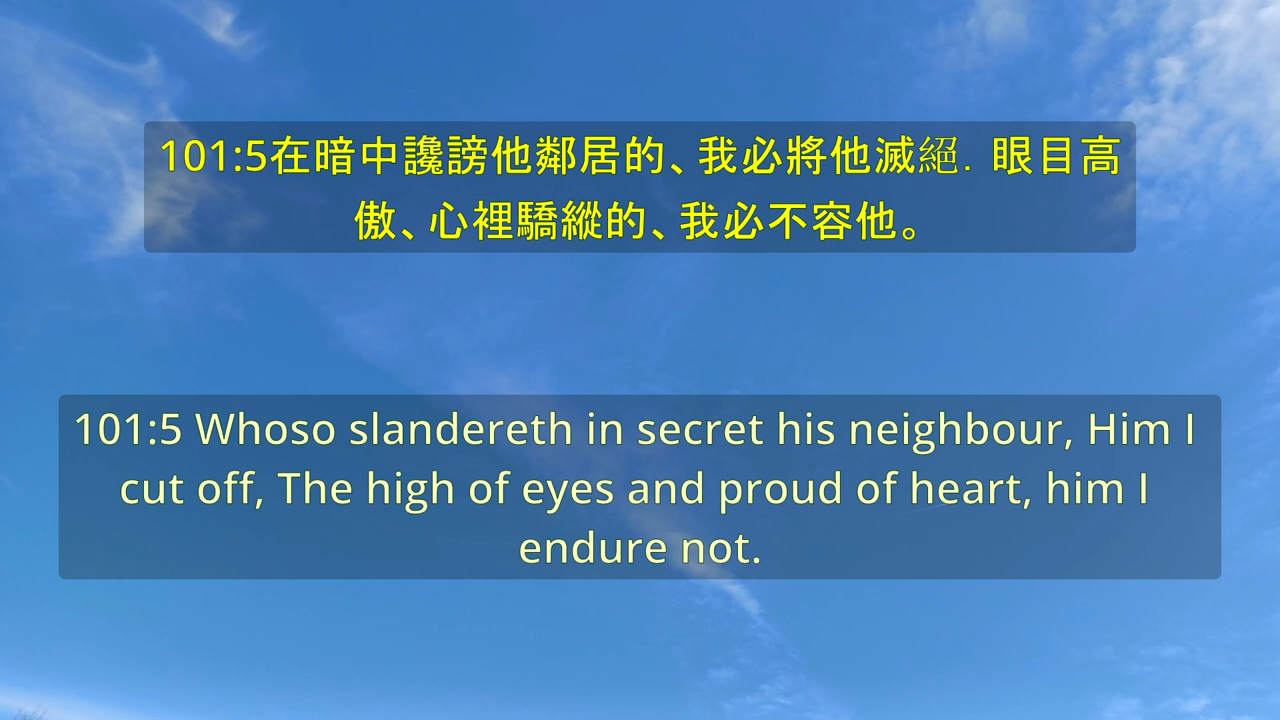 101:5在暗中讒謗他鄰居的、我必將他滅絕．眼目高
傲、心裡驕縱的、我必不容他。
101:5 Whoso slandereth in secret his neighbour, Him I
cut off, The high of eyes and proud of heart, him I
endure not.